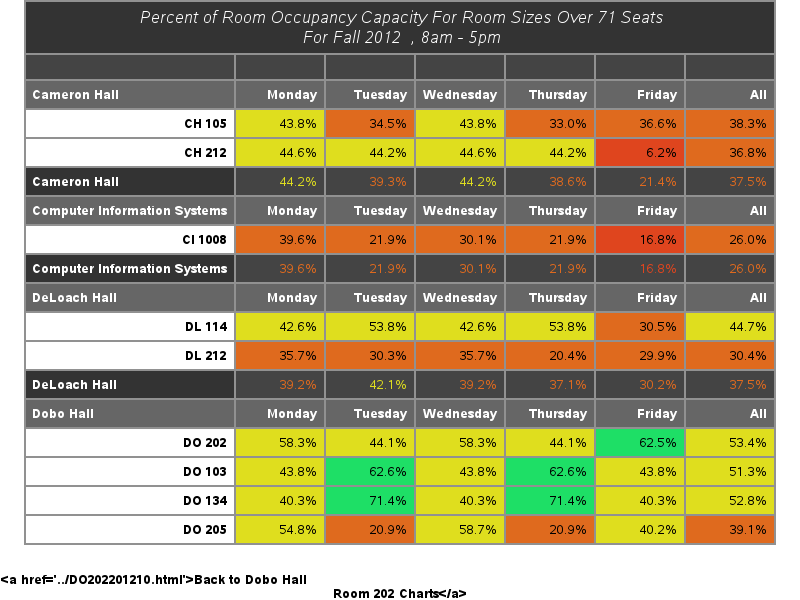 Percent of Room Occupancy Capacity For Room Sizes Over 71 Seats
For Fall 2012 , 8am - 5pm
Cameron Hall Monday Tuesday Wednesday Thursday Friday All
CH 105 43.8% 34.5% 43.8% 33.0% 36.6% 38.3%
CH 212 44.6% 44.2% 44.6% 44.2% 6.2% 36.8%
Cameron Hall 44.2% 39.3% 44.2% 38.6% 21.4% 37.5%
Computer Information Systems Monday Tuesday Wednesday Thursday Friday All
CI 1008 39.6% 21.9% 30.1% 21.9% 16.8% 26.0%
Computer Information Systems 39.6% 21.9% 30.1% 21.9% 16.8% 26.0%
DeLoach Hall Monday Tuesday Wednesday Thursday Friday All
DL 114 42.6% 53.8% 42.6% 53.8% 30.5% 44.7%
DL 212 35.7% 30.3% 35.7% 20.4% 29.9% 30.4%
DeLoach Hall 39.2% 42.1% 39.2% 37.1% 30.2% 37.5%
Dobo Hall Monday Tuesday Wednesday Thursday Friday All
DO 202 58.3% 44.1% 58.3% 44.1% 62.5% 53.4%
DO 103 43.8% 62.6% 43.8% 62.6% 43.8% 51.3%
DO 134 40.3% 71.4% 40.3% 71.4% 40.3% 52.8%
DO 205 54.8% 20.9% 58.7% 20.9% 40.2% 39.1%
<a href='../DO202201210.html'>Back to Dobo Hall
Room 202 Charts</a>